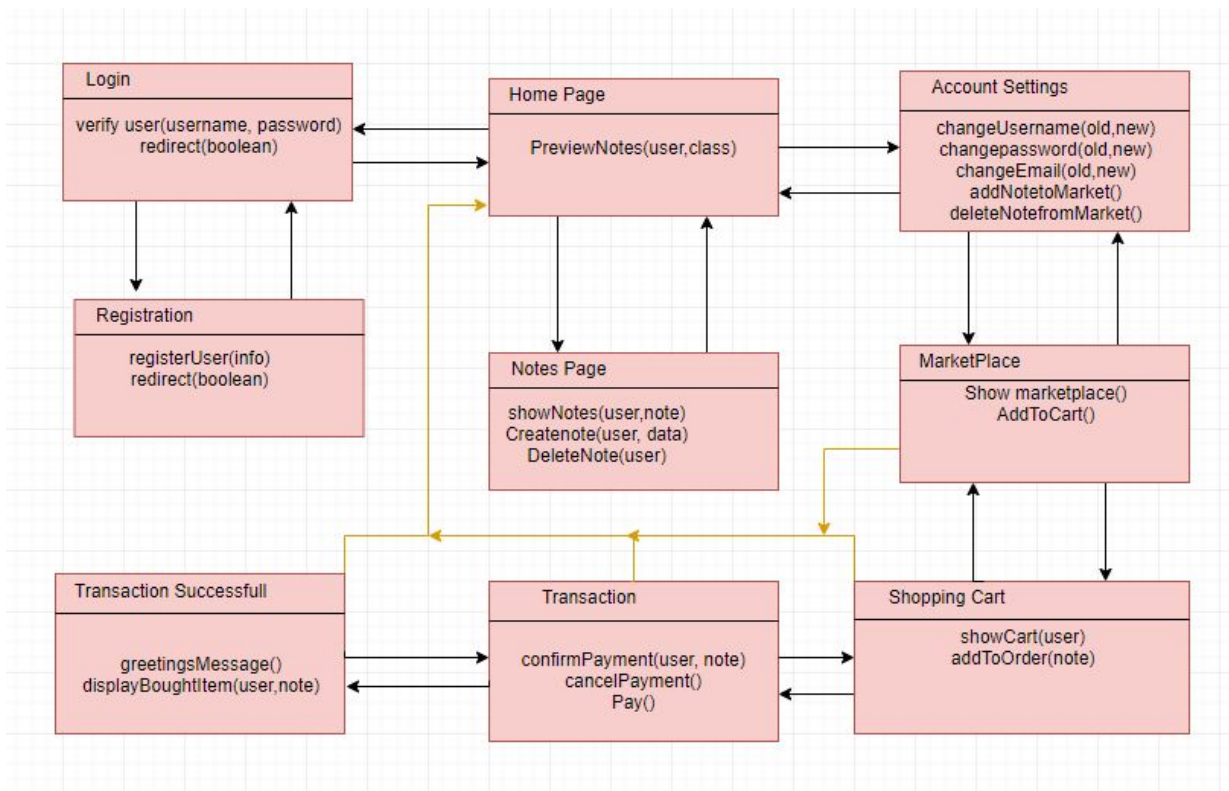 Login
verify user(username, password)
redirect(boolean)
Home Page
PreviewNotes(user,class)
Account Settings
changeUsername(old,new)
changepassword(old,new)
changeEmail(old,new)
addNotetoMarket()
deleteNotefromMarket()
Registration
registerUser(info)
redirect(boolean)
Notes Page
showNotes(user,note)
Createnote(user, data)
DeleteNote(user)
MarketPlace
Show marketplace()
AddToCart()
Transaction Successfull
greetingsMessage()
displayBoughtItem(user,note)
Transaction
confirmPayment(user, note)
cancelPayment()
Pay()
Shopping Cart
showCart(user)
addToOrder(note)